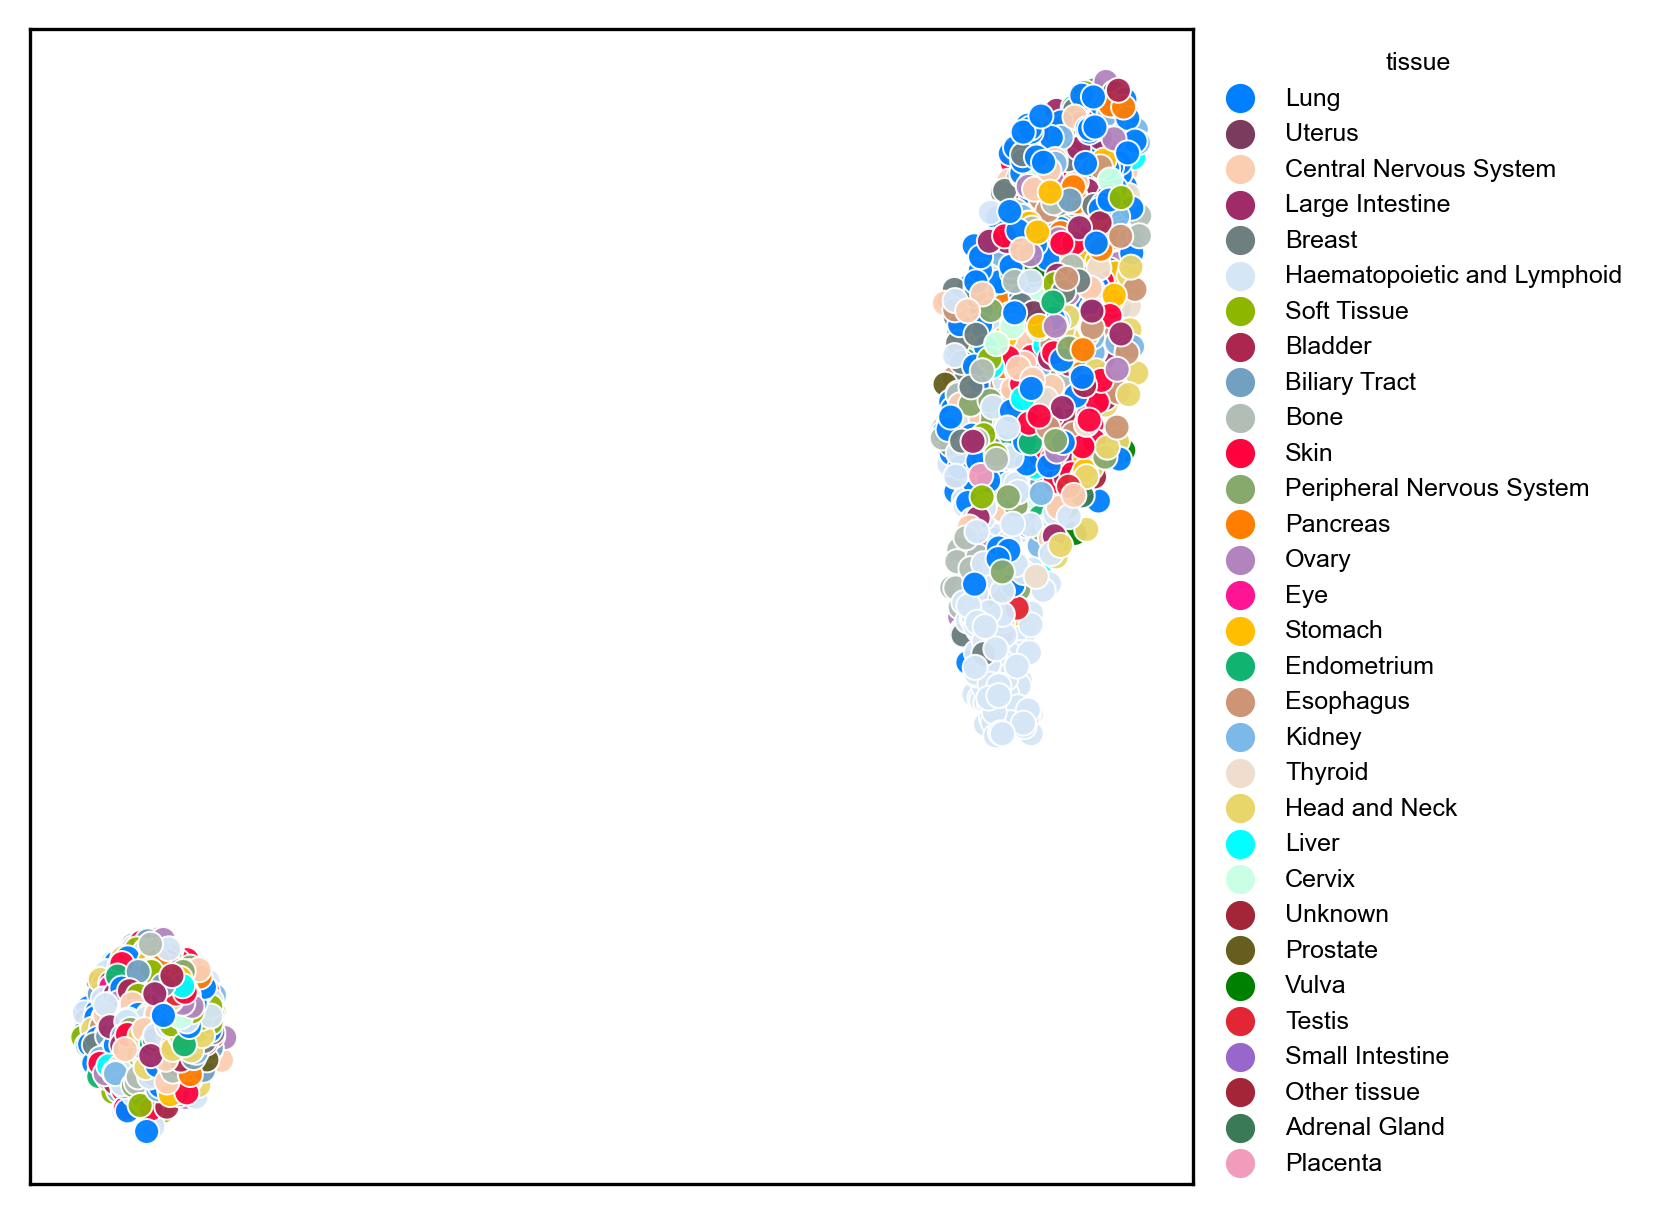 tissue
Lung
Uterus
Central Nervous System
Large Intestine
Breast
Haematopoietic and Lymphoid
Soft Tissue
Bladder
Biliary Tract
Bone
Skin
Peripheral Nervous System
Pancreas
Ovary
Eye
Stomach
Endometrium
Esophagus
Kidney
Thyroid
Head and Neck
Liver
Cervix
Unknown
Prostate
Vulva
Testis
Small Intestine
Other tissue
Adrenal Gland
Placenta